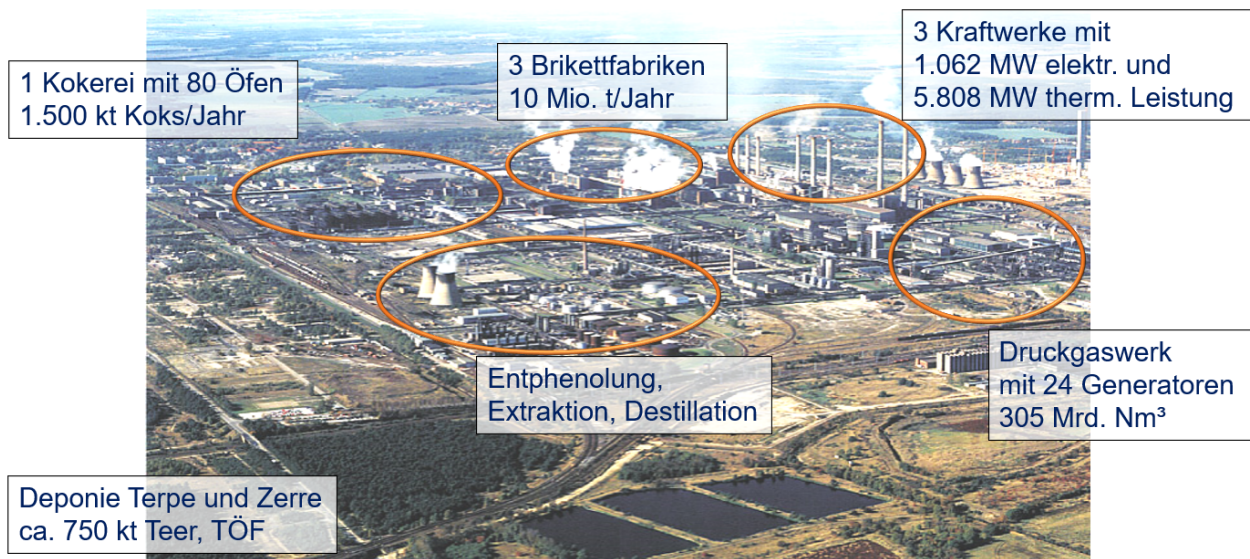 1 Kokerei mit 80 Öfen
1.500 kt Koks/Jahr
3 Brikettfabriken
10 Mio. t/Jahr
3 Kraftwerke mit
1.062 MW elektr. und
5.808 MW therm. Leistung
Entphenolung,
Extraktion, Destillation
Druckgaswerk
mit 24 Generatoren
305 Mrd. Nm³
Deponie Terpe und Zerre
ca. 750 kt Teer, TÖF